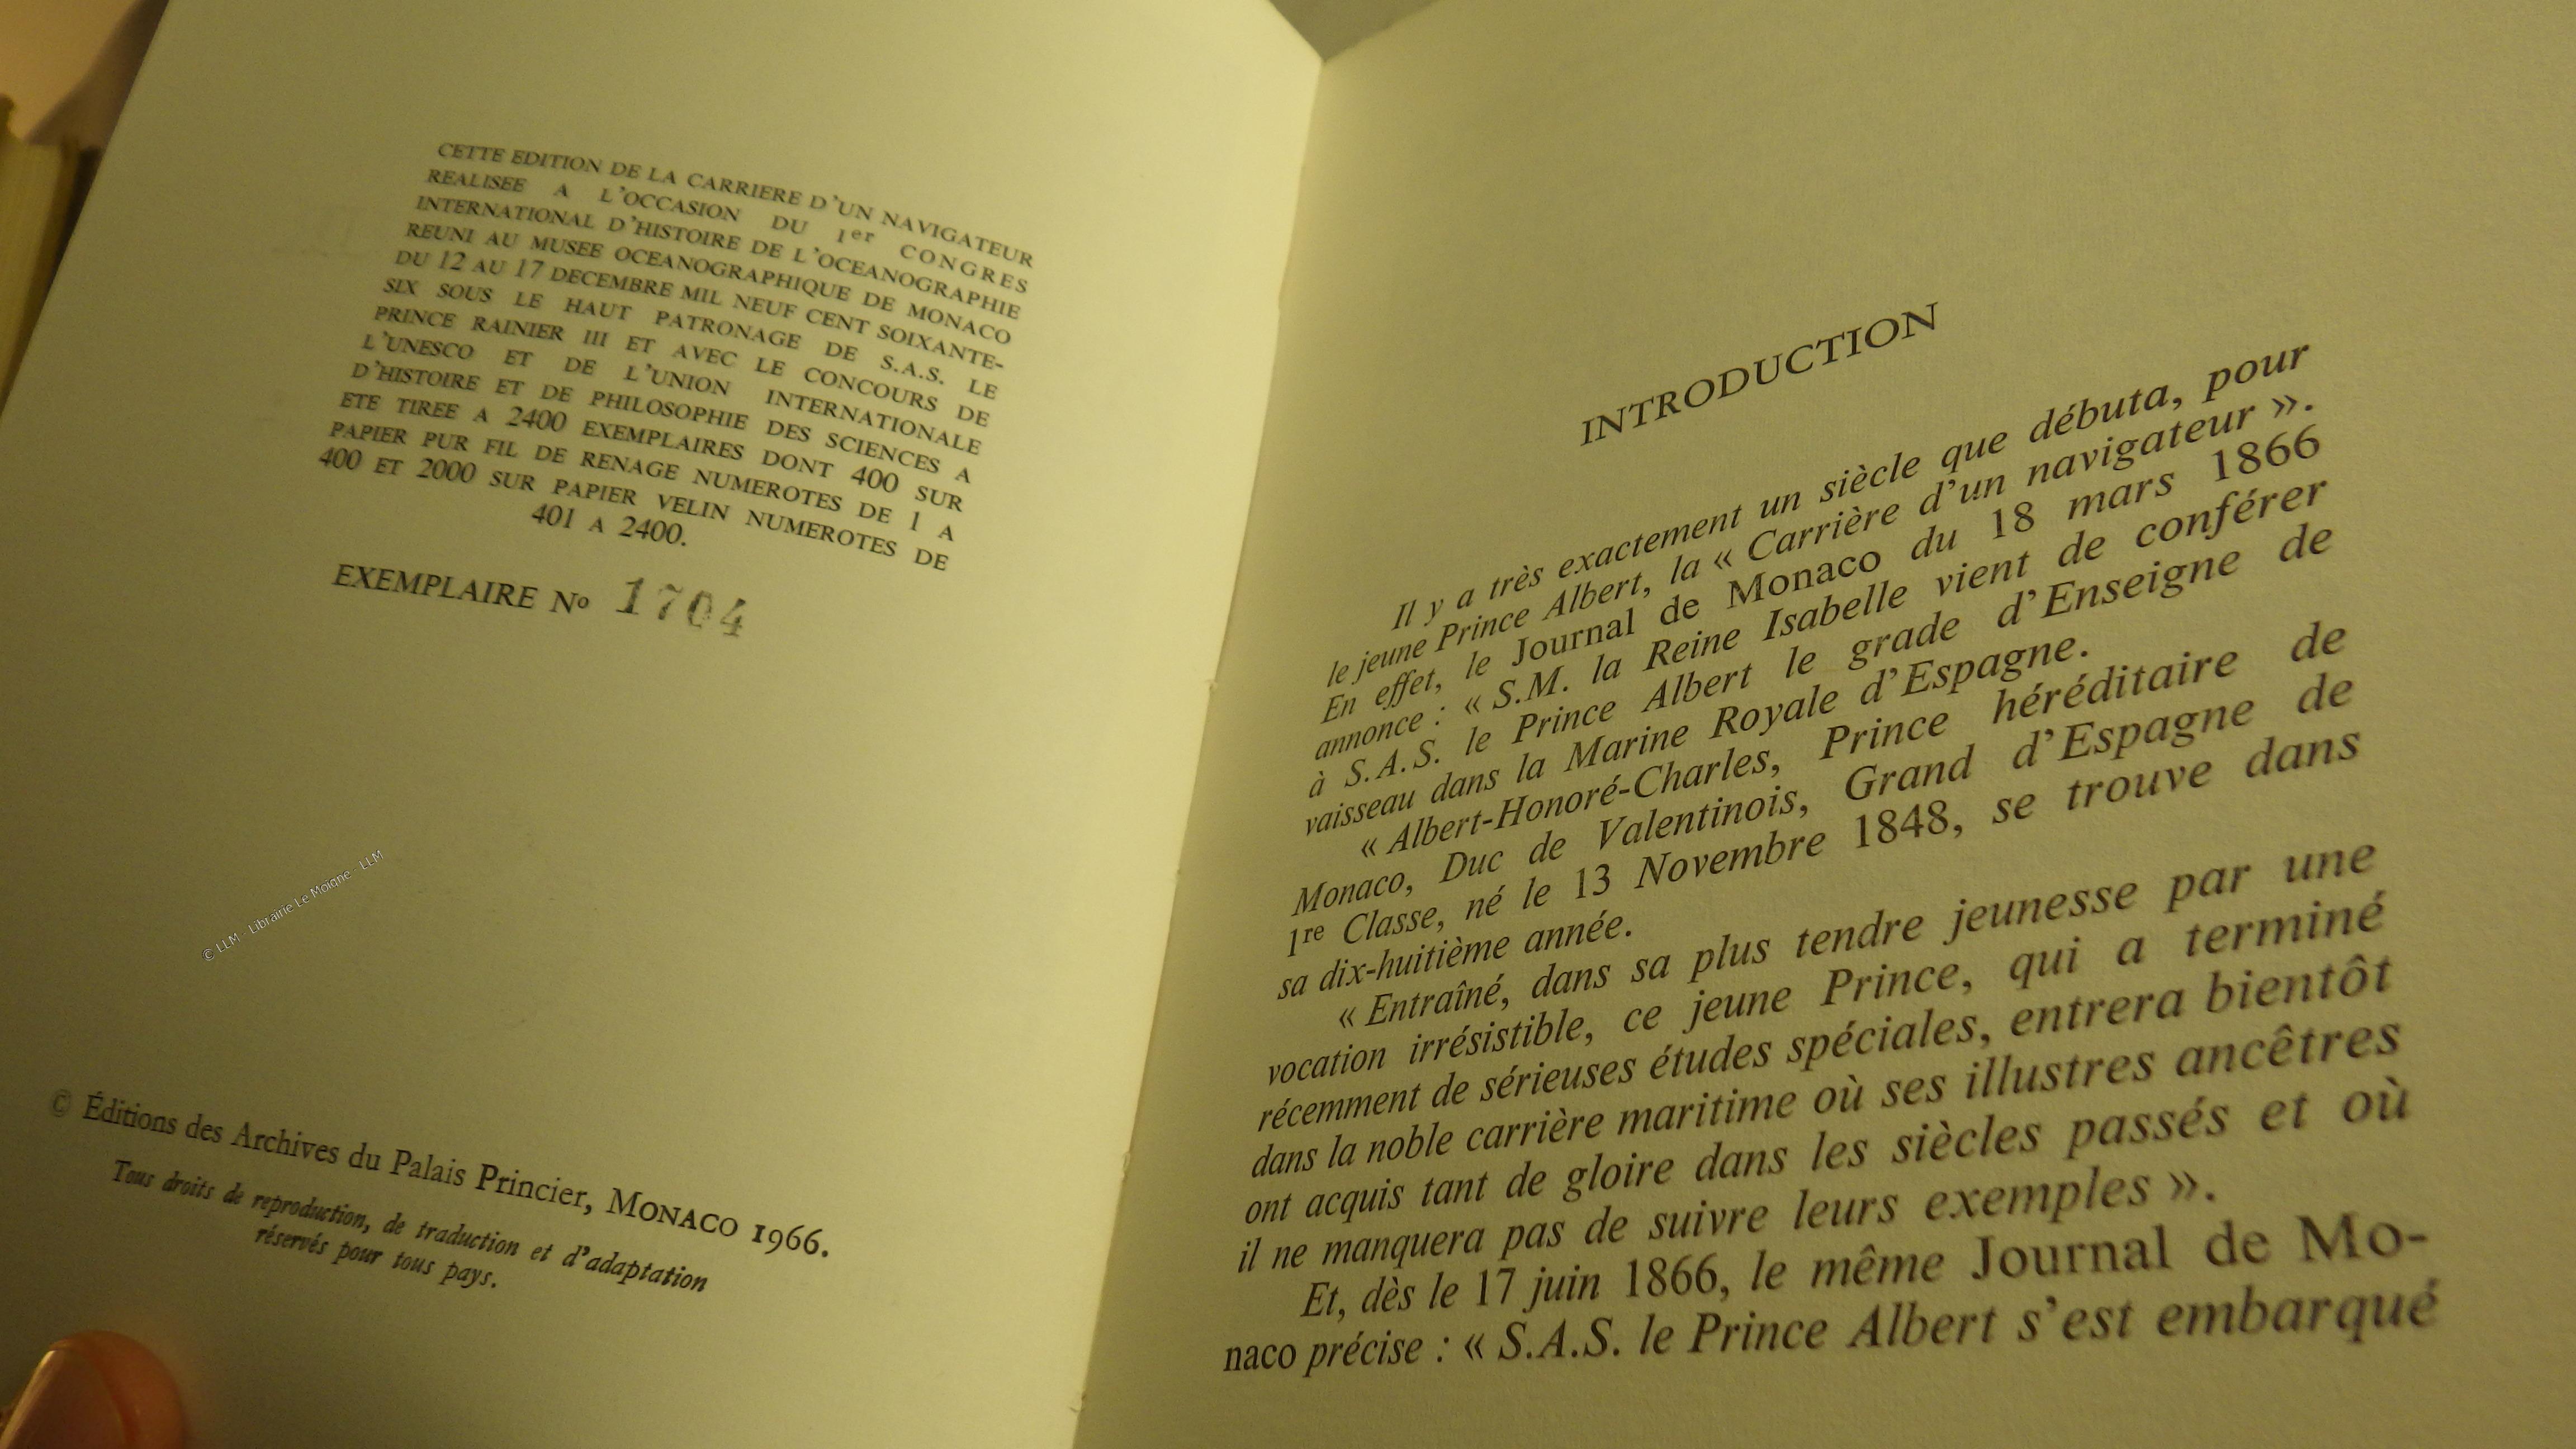 CETTE EDITION DE LA CARRIERE D'UN NAVIGATEUR
REALISEE A L'OCCASION DU 1er CONGRES
INTERNATIONAL D'HISTOIRE DE L'OCEANOGRAPHIE
REUNI AU MUSEE OCEANOGRAPHIQUE DE MONACO
DU 12 AU 17 DECEMBRE MIL NEUF CENT SOIXANTE-
SIX SOUS LE HAUT PATRONAGE DE S.A.S. LE
PRINCE RAINIER III ET AVEC LE CONCOURS DE
L'UNESCO ET DE L'UNION INTERNATIONALE
D'HISTOIRE ET DE PHILOSOPHIE DES SCIENCES A
ETE TIREE A 2400 EXEMPLAIRES DONT 400 SUR
PAPIER PUR FIL DE RENAGE NUMEROTES DE 1 A
400 ET 2000 SUR PAPIER VELIN NUMEROTES DE
401 A 2400.
EXEMPLAIRE No 1704
© LLM - Librairie Le Moigne - LLM
© Éditions des Archives du Palais Princier, MONACO 1966.
Tous droits de reproduction, de traduction et d'adaptation
réservés pour tous pays.
INTRODUCTION
Il y a très exactement un siècle que débuta, pour
le jeune Prince Albert, la « Carrière d'un navigateur ».
En effet, le Journal de Monaco du 18 mars 1866
annonce : « S.M. la Reine Isabelle vient de conférer
à S.A.S. le Prince Albert le grade d'Enseigne de
vaisseau dans la Marine Royale d'Espagne.
« Albert-Honoré-Charles, Prince héréditaire de
Monaco, Duc de Valentinois, Grand d'Espagne de
1re Classe, né le 13 Novembre 1848, se trouve dans
sa dix-huitième année.
« Entraîné, dans sa plus tendre jeunesse par une
vocation irrésistible, ce jeune Prince, qui a terminé
récemment de sérieuses études spéciales, entrera bientôt
dans la noble carrière maritime où ses illustres ancêtres
ont acquis tant de gloire dans les siècles passés et où
il ne manquera pas de suivre leurs exemples ».
Et, dès le 17 juin 1866, le même Journal de Mo-
naco précise : « S.A.S. le Prince Albert s'est embarqué